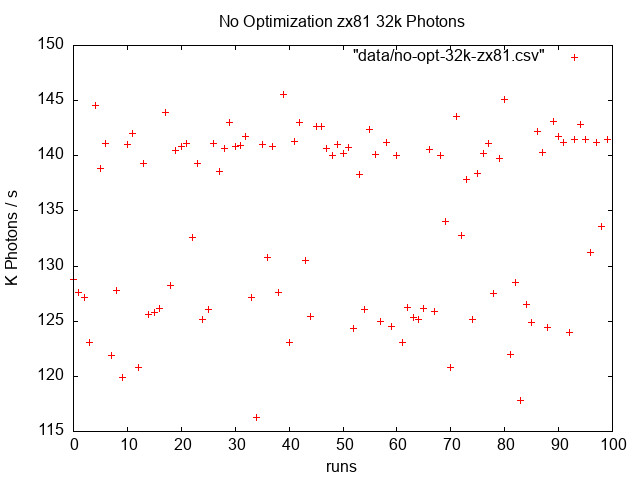 No Optimization zx81 32k Photons
"data/no-opt-32k-zx81.csv"
150
145
140
135
130
125
120
115
K Photons / s
0 10 20 30 40 50 60 70 80 90 100
runs